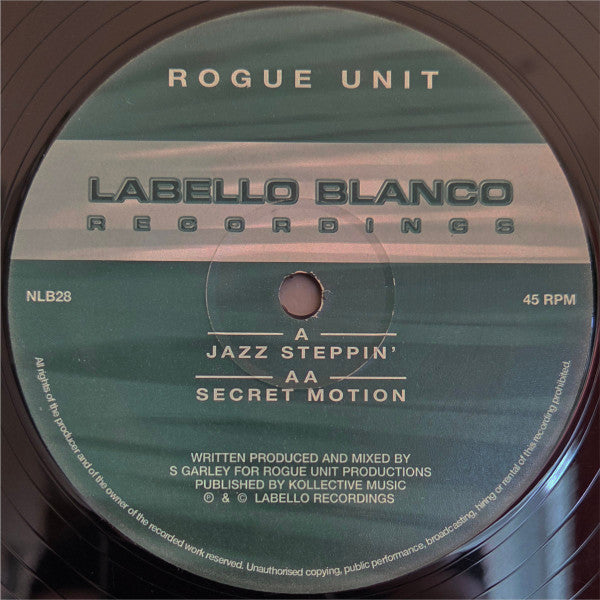 ROGUE UNIT
LABELLO BLANCO
RECORDINGS
NLB28
45 RPM
A
JAZZ STEPPIN'
AA
SECRET MOTION
WRITTEN PRODUCED AND MIXED BY
S GARLEY FOR ROGUE UNIT PRODUCTIONS
PUBLISHED BY KOLLECTIVE MUSIC
℗ & © LABELLO RECORDINGS
All rights of the producer and of the owner of the recorded work reserved. Unauthorised copying, public performance, broadcasting, hiring or rental of this recording prohibited.